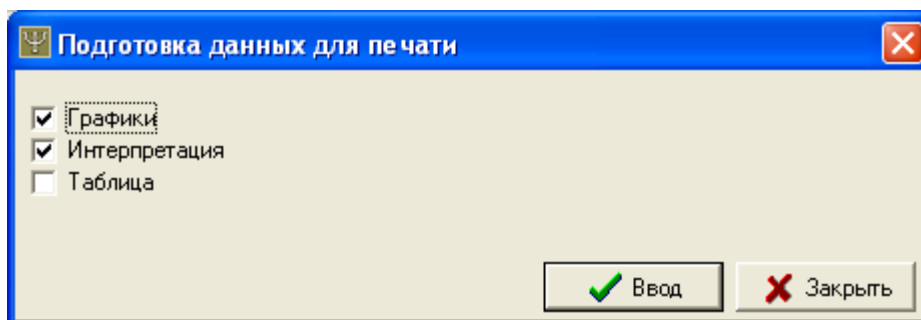 Подготовка данных для печати
Графики
Интерпретация
Таблица
Ввод Закрыть